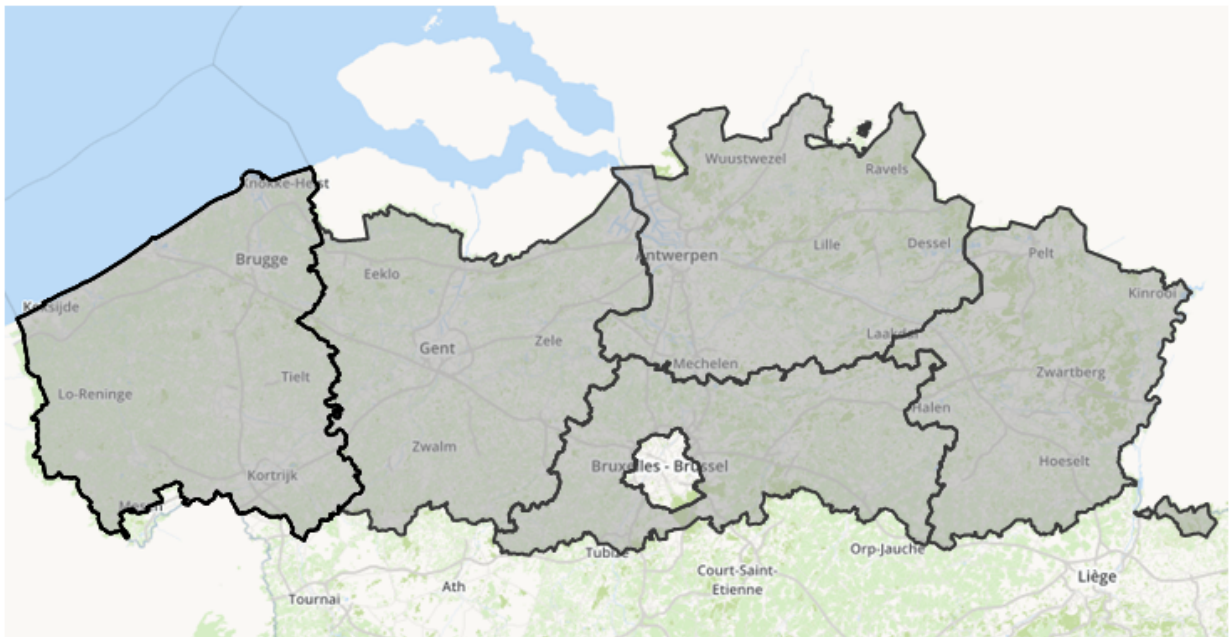 Wuustwezel
Ravels
Knokke-Heist
Lille
Dessel
Antwerpen
Pelt
Brugge
Eeklo
Kinrooi
Koksijde
Laakdal
Zele
Gent
Mechelen
Zwartberg
Tielt
Lo-Reninge
Halen
Zwalm
Hoeselt
Bruxelles - Brussel
Kortrijk
Mesen
Tubize
Orp-Jauche
Court-Saint-
Etienne
Liège
Ath
Tournai